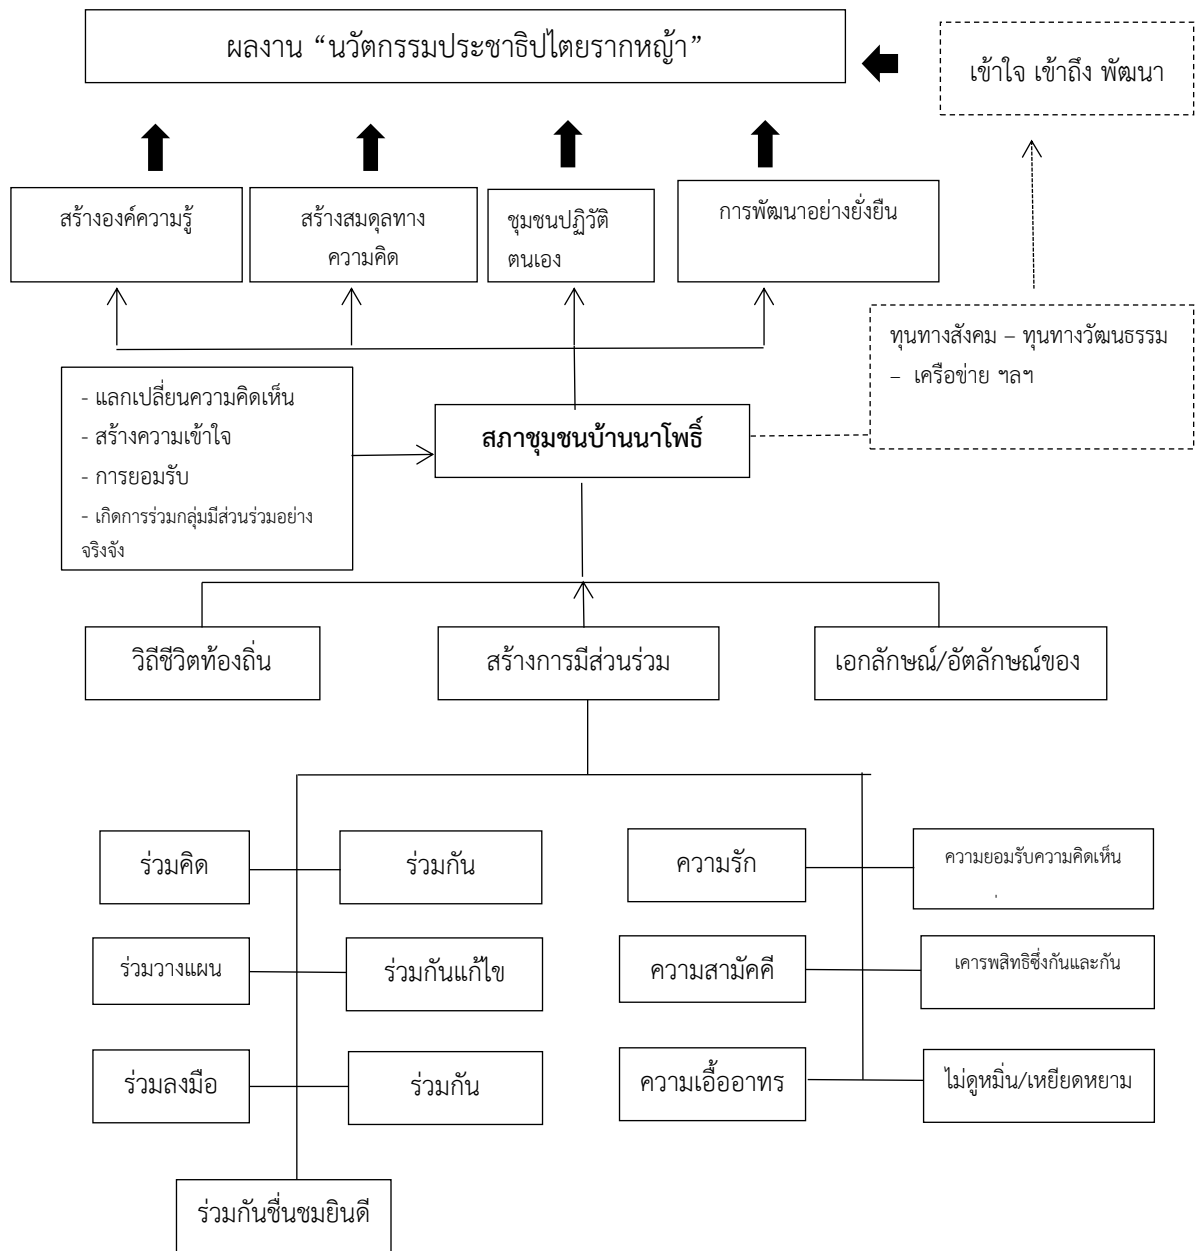 ผลงาน “นวัตกรรมประชาธิปไตยรากหญ้า”
เข้าใจ เข้าถึง พัฒนา
สร้างองค์ความรู้
สร้างสมดุลทาง
ความคิด
ชุมชนปฏิวัติ
ตนเอง
การพัฒนาอย่างยั่งยืน
ทุนทางสังคม – ทุนทางวัฒนธรรม
– เครือข่าย ฯลฯ
- แลกเปลี่ยนความคิดเห็น
- สร้างความเข้าใจ
- การยอมรับ
- เกิดการร่วมกลุ่มมีส่วนร่วมอย่าง
จริงจัง
สภาชุมชนบ้านนาโพธิ์
วิถีชีวิตท้องถิ่น
สร้างการมีส่วนร่วม
เอกลักษณ์/อัตลักษณ์ของ
ร่วมคิด
ร่วมกัน
ความรัก
ความยอมรับความคิดเห็น
ร่วมวางแผน
ร่วมกันแก้ไข
ความสามัคคี
เคารพสิทธิซึ่งกันและกัน
ร่วมลงมือ
ร่วมกัน
ความเอื้ออาทร
ไม่ดูหมิ่น/เหยียดหยาม
ร่วมกันชื่นชมยินดี